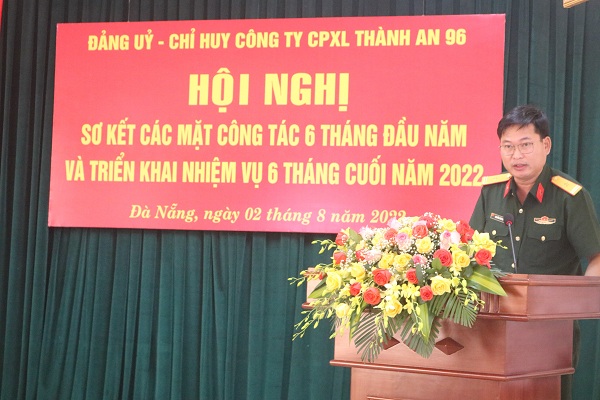 ĐẢNG UỶ - CHỈ HUY CÔNG TY CPXL THÀNH AN 96
HỘI NGHỊ
SƠ KẾT CÁC MẶT CÔNG TÁC 6 THÁNG ĐẦU NĂM
VÀ TRIỂN KHAI NHIỆM VỤ 6 THÁNG CUỐI NĂM 2022
Đà Nẵng, ngày 02 tháng 8 năm 2022